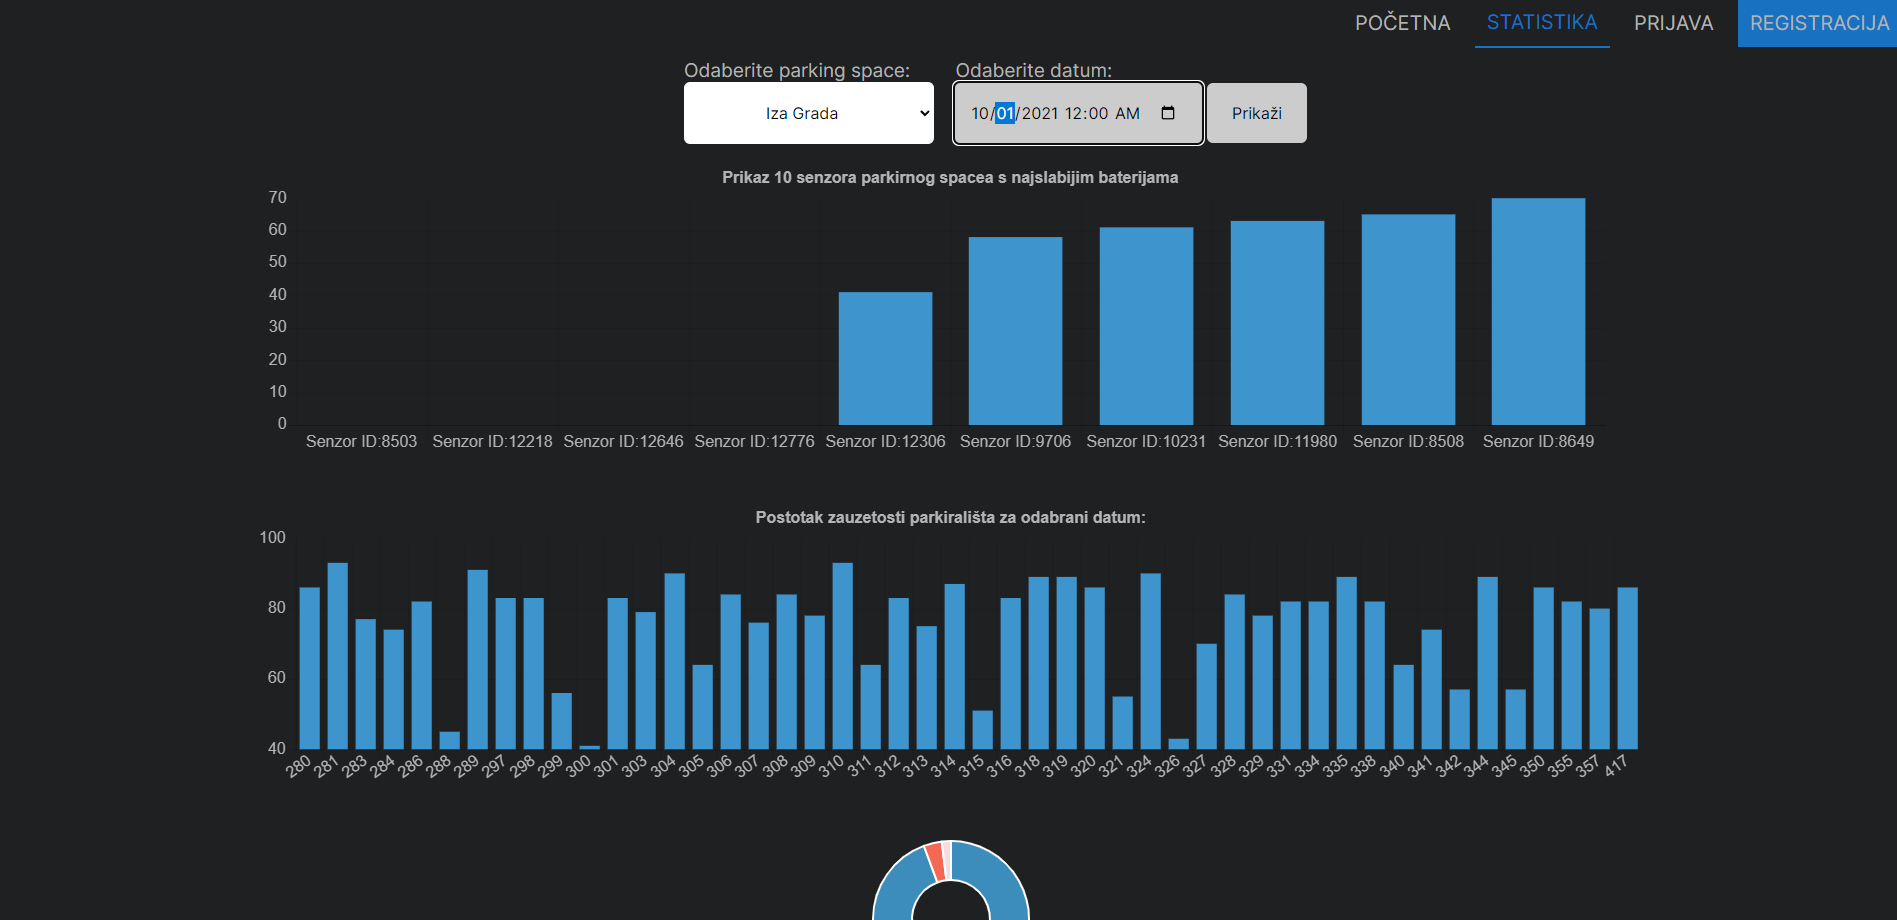 POČETNA STATISTIKA PRIJAVA REGISTRACIJA
Odaberite parking space: Odaberite datum:
Iza Grada 10/01/2021 12:00 AM Prikaži
Prikaz 10 senzora parkirnog spacea s najslabijim baterijama
70
60
50
40
30
20
10
0
Senzor ID:8503 Senzor ID:12218 Senzor ID:12646 Senzor ID:12776 Senzor ID:12306 Senzor ID:9706 Senzor ID:10231 Senzor ID:11980 Senzor ID:8508 Senzor ID:8649
Postotak zauzetosti parkirališta za odabrani datum:
100
80
60
40
280 281 283 284 286 288 289 297 298 299 300 301 303 304 305 306 307 308 309 310 311 312 313 314 315 316 318 319 320 321 324 326 327 328 329 331 334 335 338 340 341 342 344 345 350 355 357 417